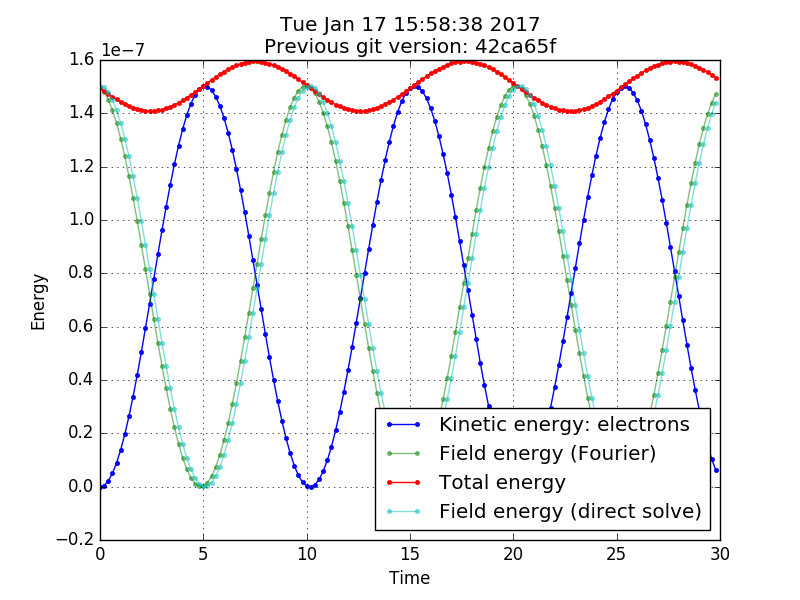 Tue Jan 17 15:58:38 2017
Previous git version: 42ca65f
1e−7
1.6
1.4
1.2
1.0
0.8
0.6
0.4
0.2
0.0
−0.2
Energy
Kinetic energy: electrons
Field energy (Fourier)
Total energy
Field energy (direct solve)
0 5 10 15 20 25 30
Time